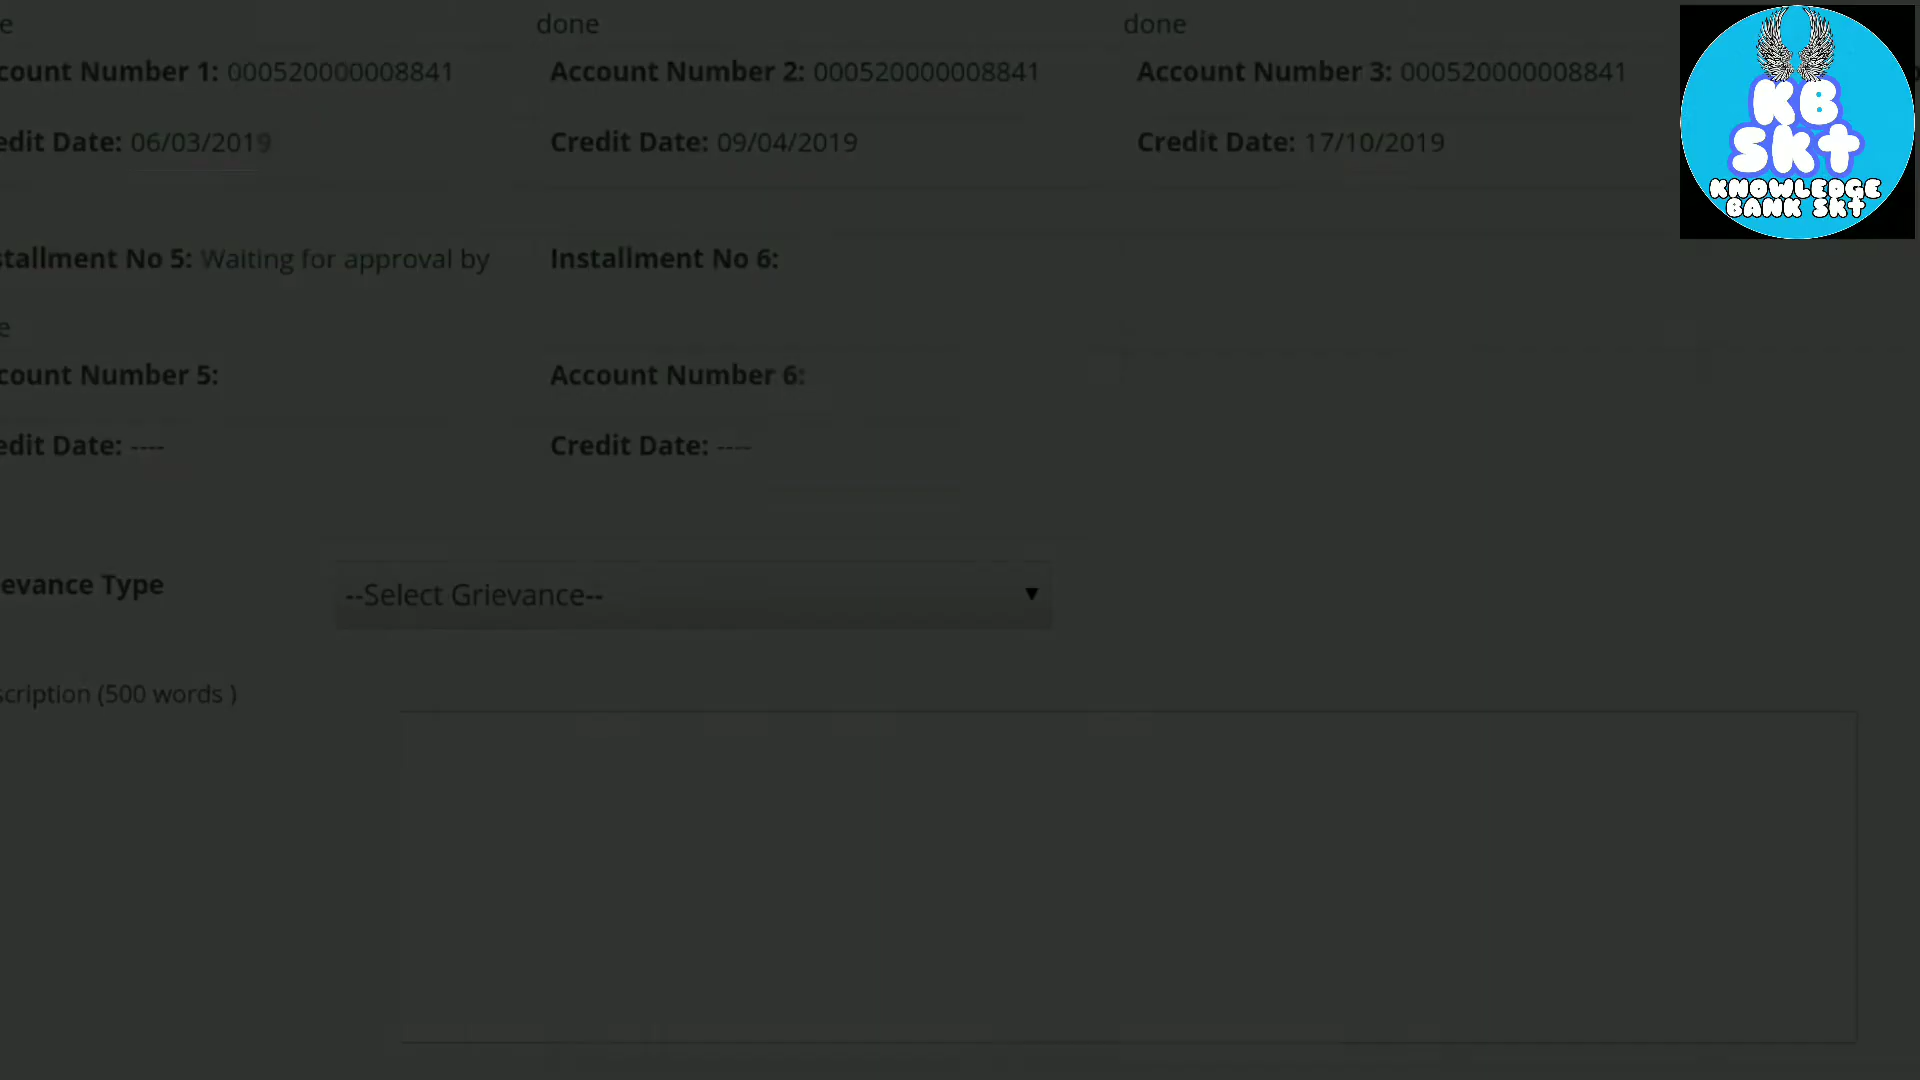 e done done
count Number 1: 000520000008841 Account Number 2: 000520000008841 Account Number 3: 000520000008841
edit Date: 06/03/2019 Credit Date: 09/04/2019 Credit Date: 17/10/2019
stallment No 5: Waiting for approval by Installment No 6:
e
count Number 5: Account Number 6:
edit Date: ---- Credit Date: ----
evance Type --Select Grievance--
scription (500 words )
KB
Skt
KNOWLEDGE
BANK SKT